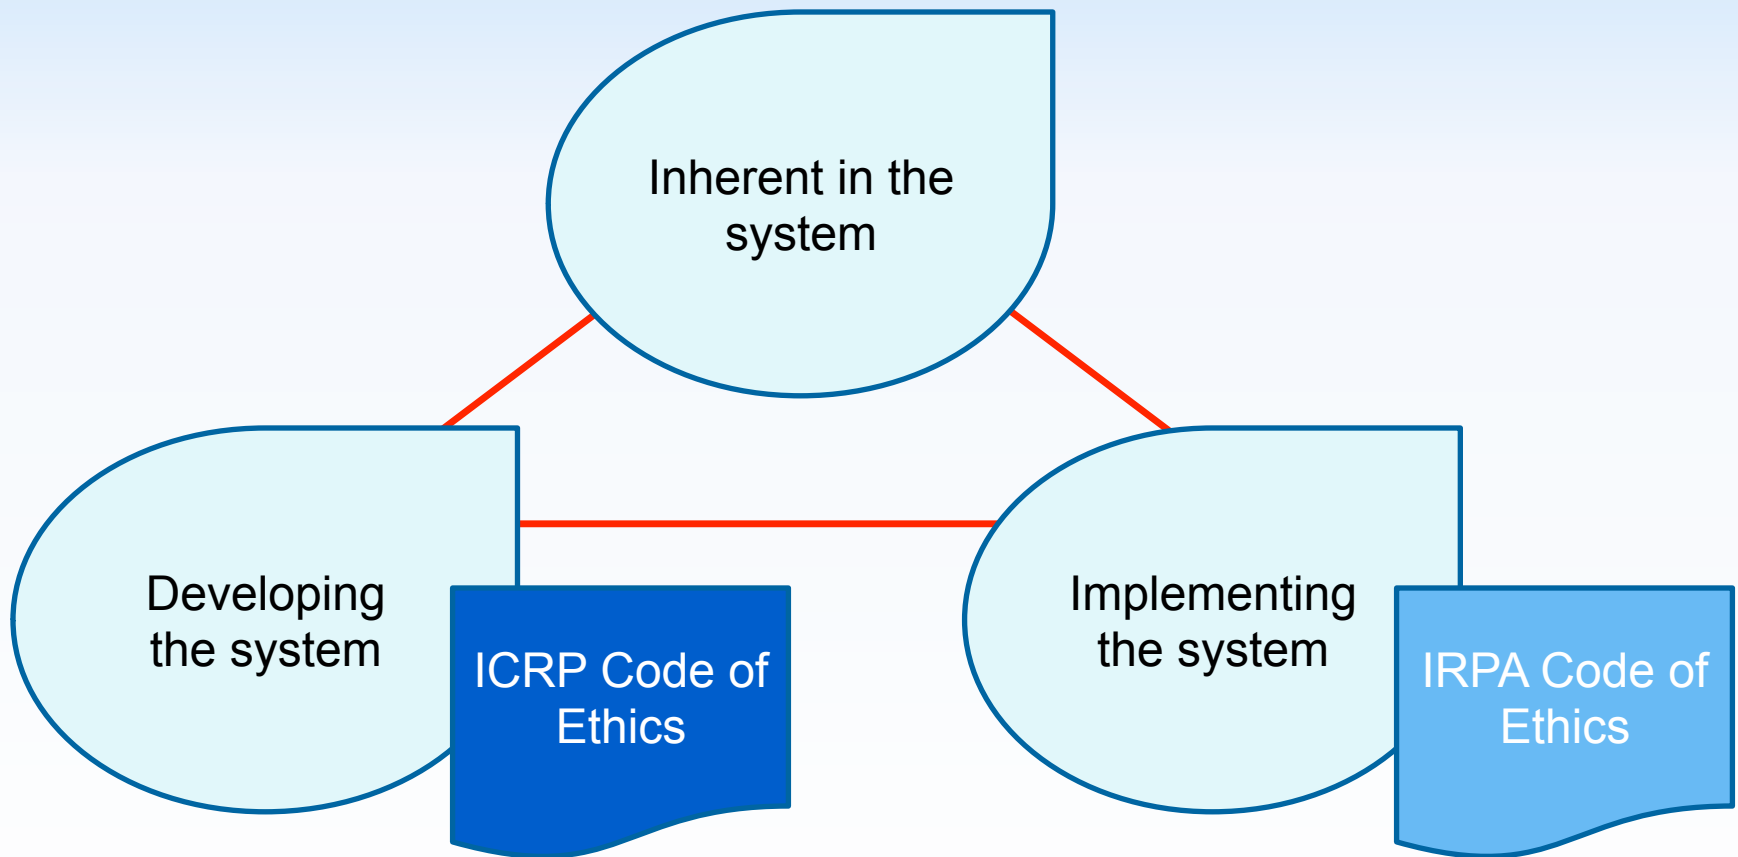 Inherent in the
system
Developing
the system
ICRP Code of
Ethics
Implementing
the system
IRPA Code of
Ethics